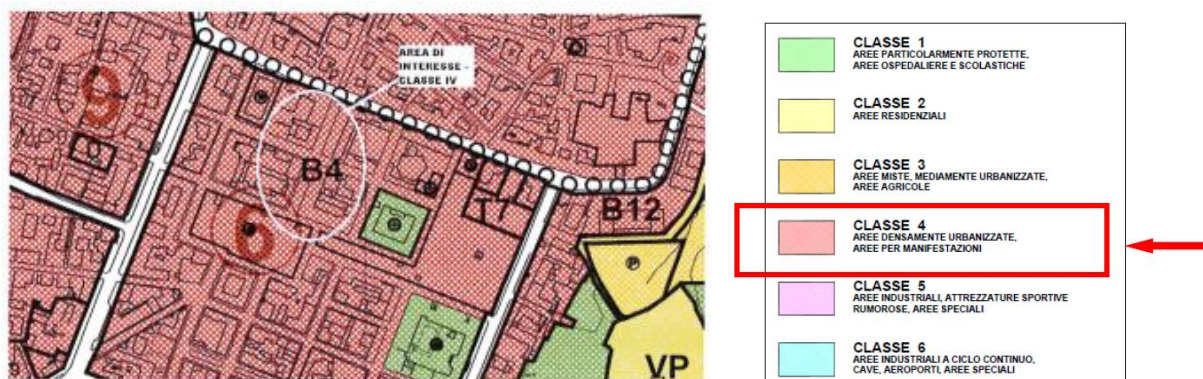 AREA DI
INTERESSE -
CLASSE IV
B4
T7
B12
P
VP
9
CLASSE 1
AREE PARTICOLARMENTE PROTETTE,
AREE OSPEDALIERE E SCOLASTICHE
CLASSE 2
AREE RESIDENZIALI
CLASSE 3
AREE MISTE, MEDIAMENTE URBANIZZATE,
AREE AGRICOLE
CLASSE 4
AREE DENSAMENTE URBANIZZATE,
AREE PER MANIFESTAZIONI
CLASSE 5
AREE INDUSTRIALI, ATTREZZATURE SPORTIVE
RUMOROSE, AREE SPECIALI
CLASSE 6
AREE INDUSTRIALI A CICLO CONTINUO,
CAVE, AEROPORTI, AREE SPECIALI